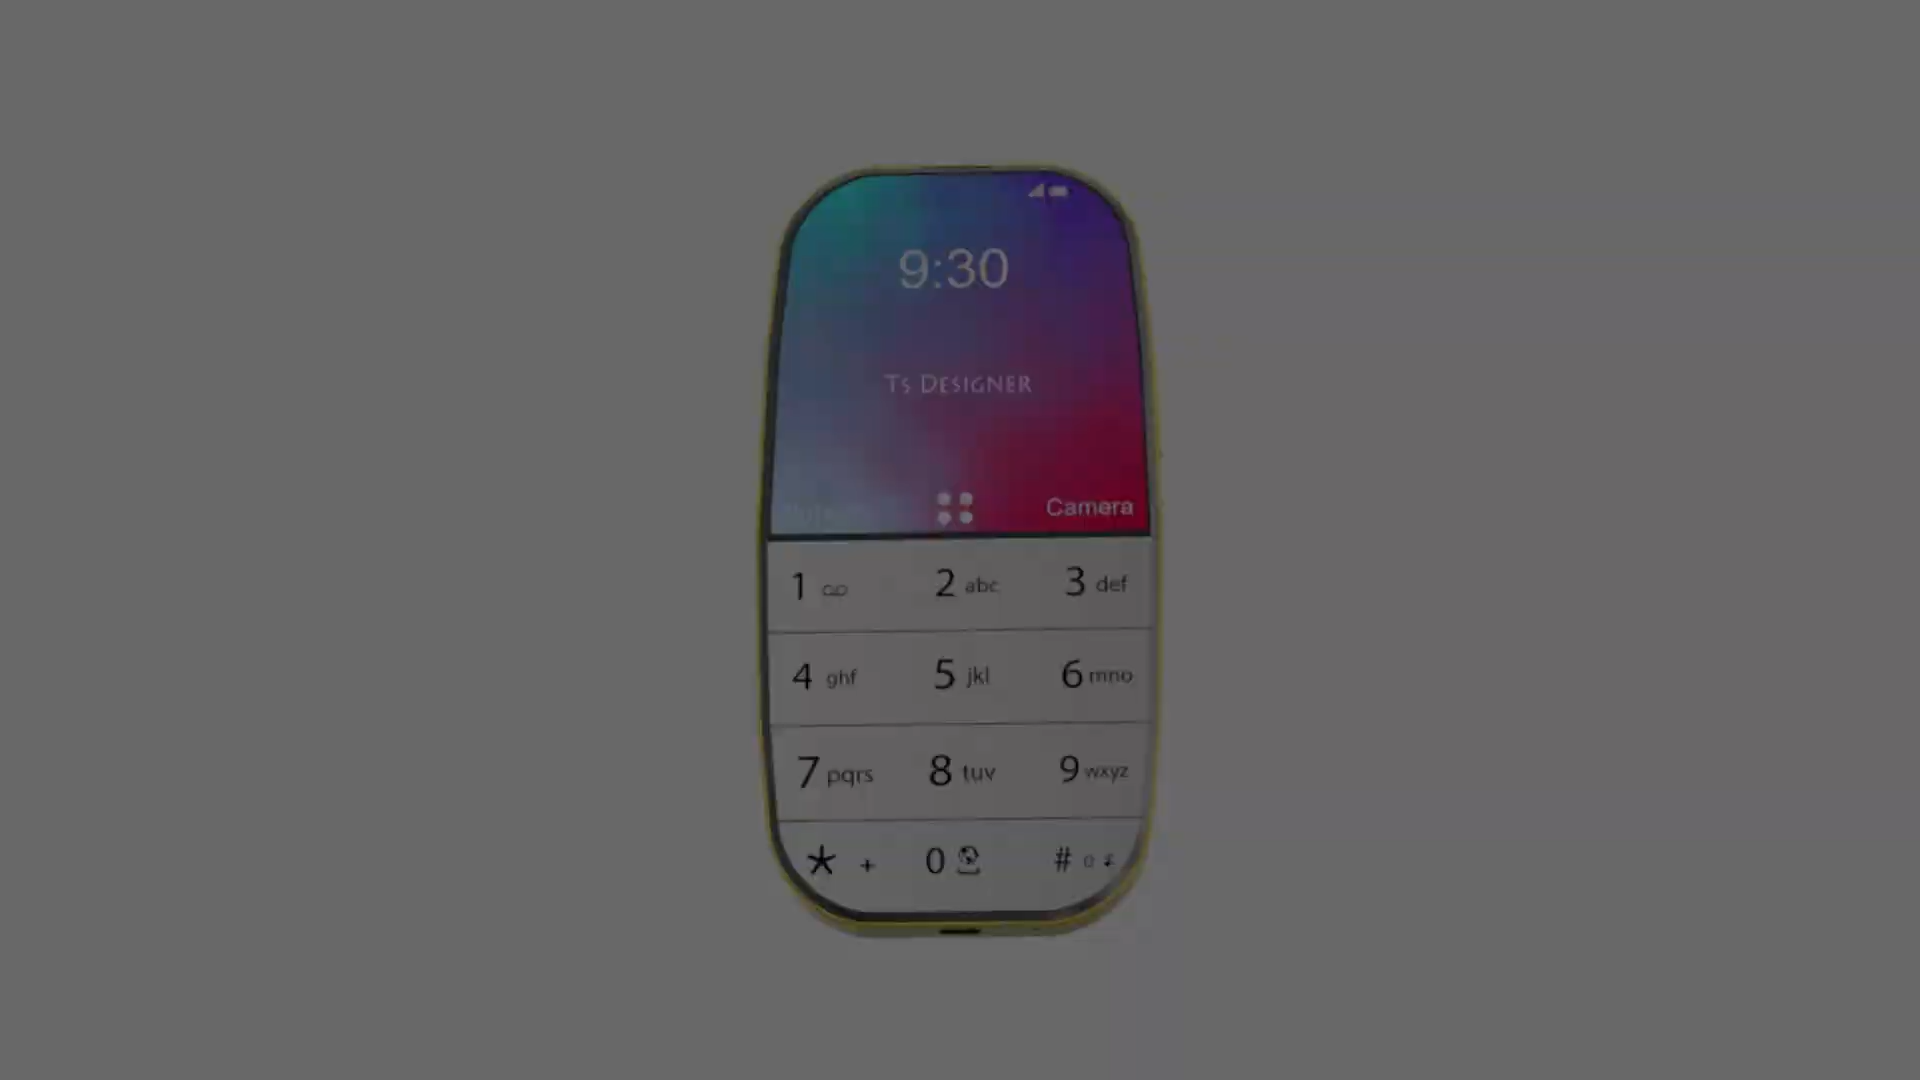 9:30
Ts Designer
Camera
1 2 abc 3 def
4 ghf 5 jkl 6 mno
7 pqrs 8 tuv 9 wxyz
* + 0 #